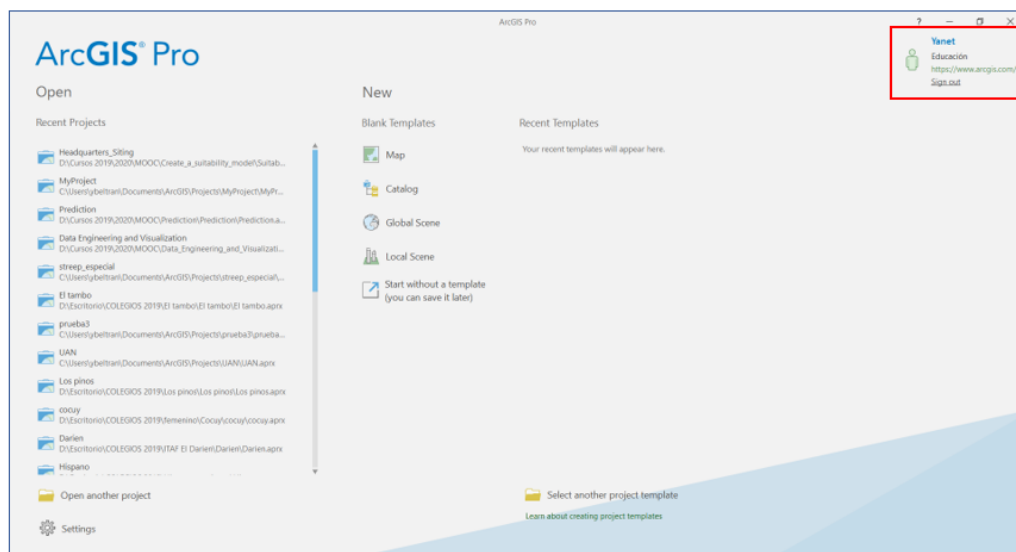 ArcGIS Pro
?
Yanet
Educación
https://www.arcgis.com/
Sign out
ArcGIS® Pro
Open
Recent Projects
Headquarters_Siting
D:\Cursos 2019\2020\MOOC\Create_a_suitability_model\Suitab...
MyProject
C:\Users\ybeltran\Documents\ArcGIS\Projects\MyProject\MyPr...
Prediction
D:\Cursos 2019\2020\MOOC\Prediction\Prediction\Prediction.a...
Data Engineering and Visualization
D:\Cursos 2019\2020\MOOC\Data_Engineering_and_Visualizati...
streep_especial
C:\Users\ybeltran\Documents\ArcGIS\Projects\streep_especial\...
El tambo
D:\Escritorio\COLEGIOS 2019\El tambo\El tambo\El tambo.aprx
prueba3
C:\Users\ybeltran\Documents\ArcGIS\Projects\prueba3\prueba...
UAN
C:\Users\ybeltran\Documents\ArcGIS\Projects\UAN\UAN.aprx
Los pinos
D:\Escritorio\COLEGIOS 2019\Los pinos\Los pinos\Los pinos.aprx
cocuy
D:\Escritorio\COLEGIOS 2019\femenino\Cocuy\cocuy\cocuy.aprx
Darien
D:\Escritorio\COLEGIOS 2019\ITAF El Darien\Darien\Darien.aprx
Hispano
Open another project
Settings
New
Blank Templates
Map
Catalog
Global Scene
Local Scene
Start without a template
(you can save it later)
Recent Templates
Your recent templates will appear here.
Select another project template
Learn about creating project templates